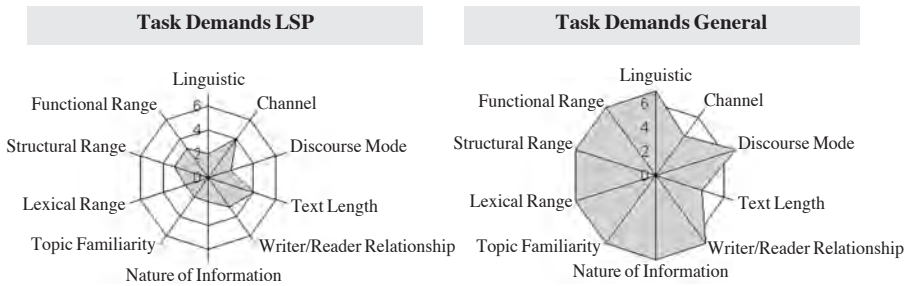 Task Demands LSP
Linguistic
Functional Range
6
Channel
Structural Range
4
Discourse Mode
2
0
Lexical Range
Text Length
Topic Familiarity
Writer/Reader Relationship
Nature of Information
Task Demands General
Linguistic
Functional Range
6
Channel
Structural Range
4
Discourse Mode
2
0
Lexical Range
Text Length
Topic Familiarity
Writer/Reader Relationship
Nature of Information